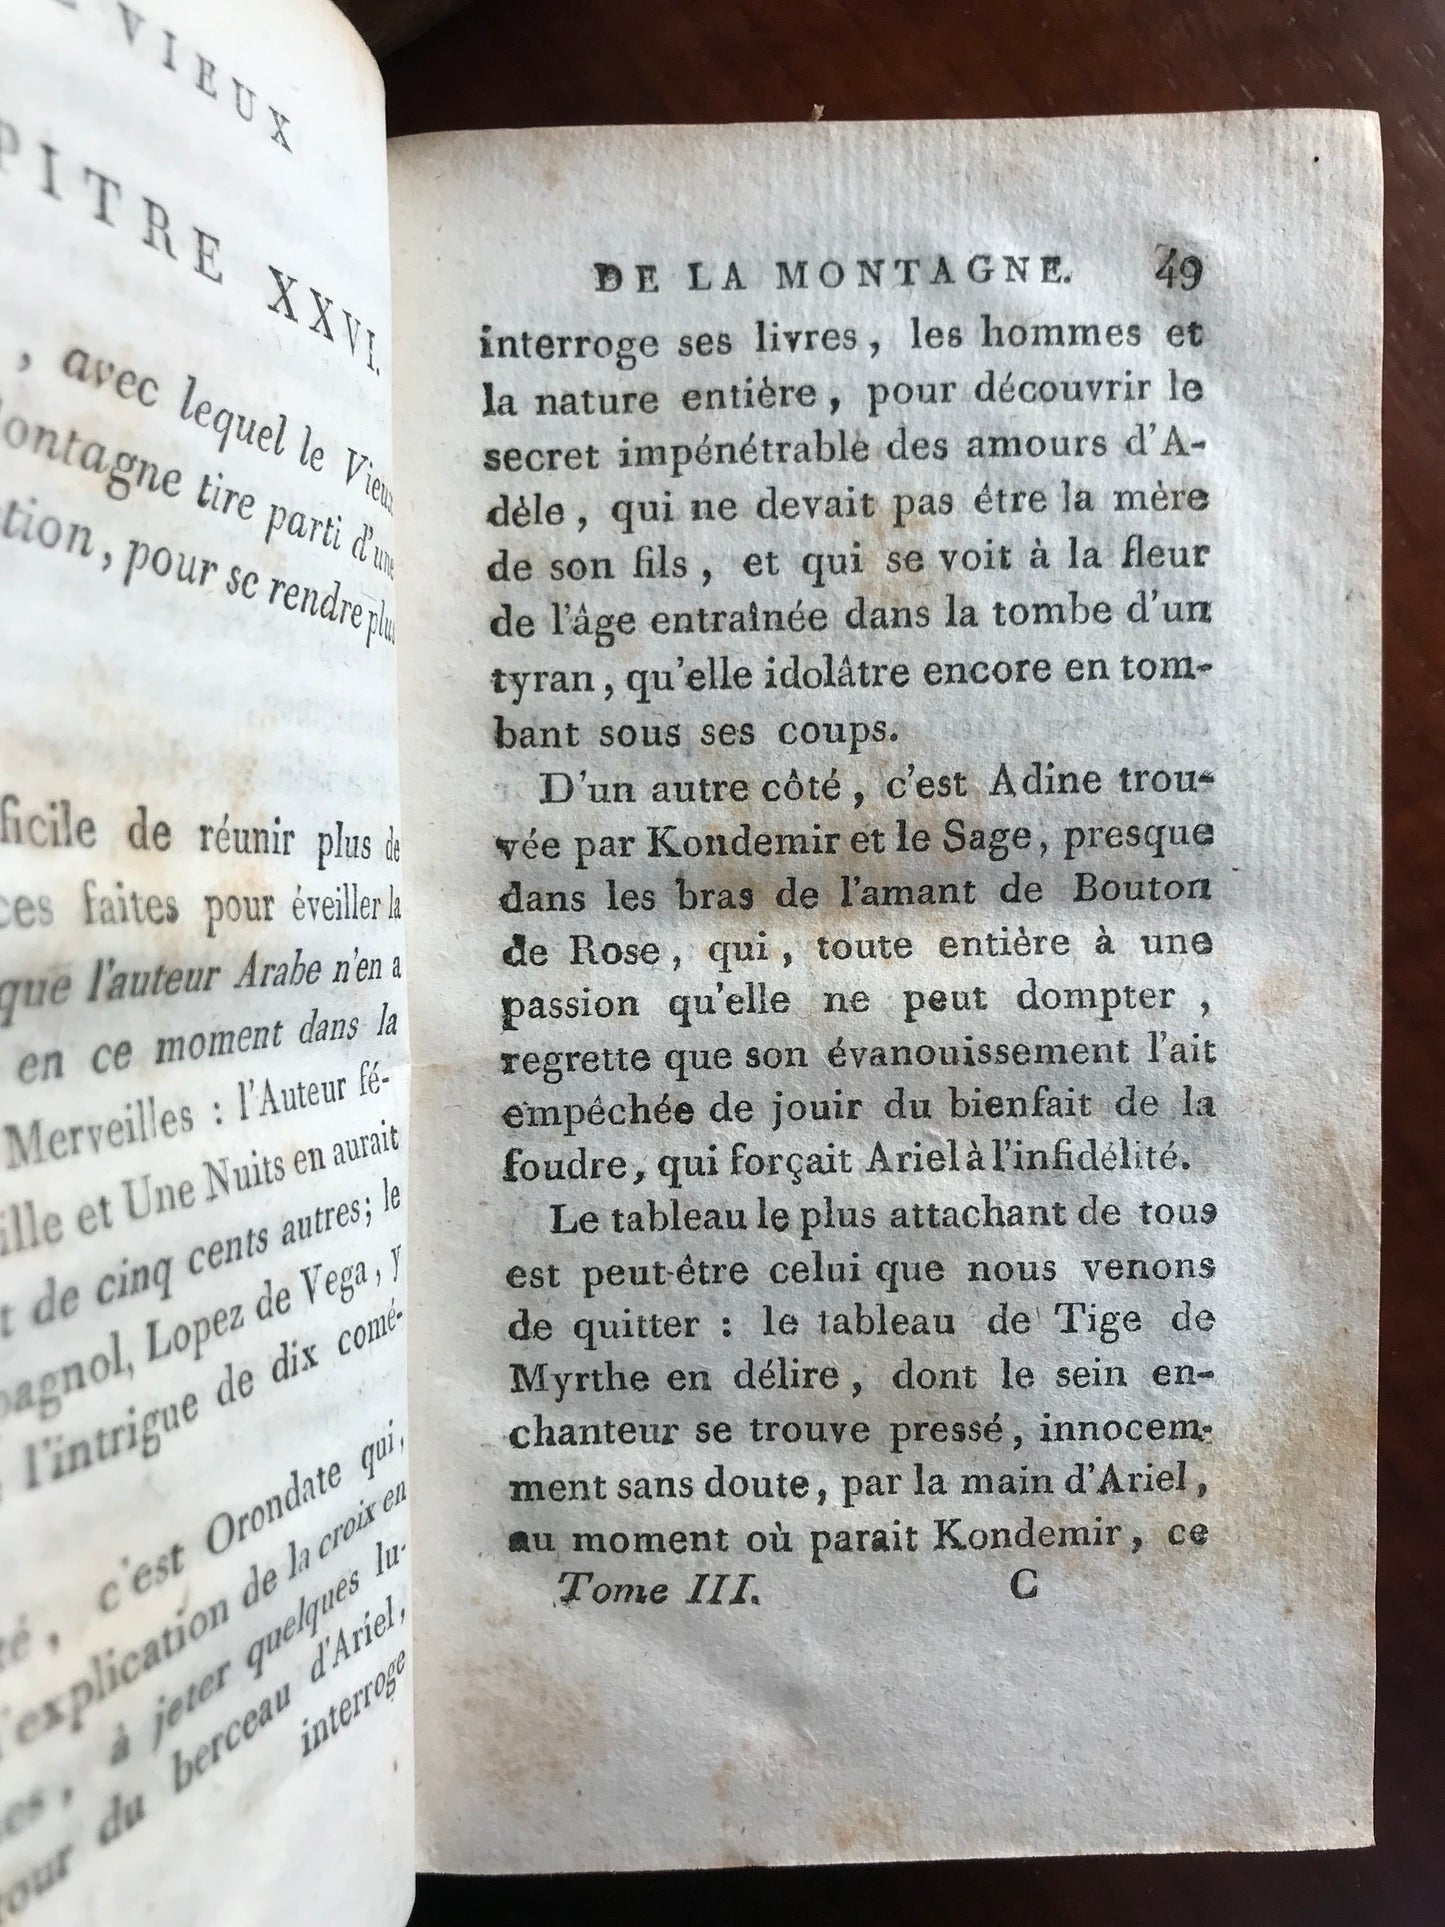 VIEUX
PITRE XXVI.
, avec lequel le Vieux
ontagne tire parti d'une
tion, pour se rendre plus
ficile de réunir plus de
ces faites pour éveiller la
que l'auteur Arabe n'en a
en ce moment dans la
Merveilles : l'Auteur fé-
ille et Une Nuits en aurait
t de cinq cents autres; le
pagnol, Lopez de Vega, y
l'intrigue de dix comé-
té, c'est Orondate qui,
l'explication de la croix en
es, à jeter quelques lu-
our du berceau d'Ariel,
interroge
DE LA MONTAGNE. 49
interroge ses livres, les hommes et
la nature entière, pour découvrir le
secret impénétrable des amours d'A-
dèle, qui ne devait pas être la mère
de son fils, et qui se voit à la fleur
de l'âge entraînée dans la tombe d'un
tyran, qu'elle idolâtre encore en tom-
bant sous ses coups.
D'un autre côté, c'est Adine trou-
vée par Kondemir et le Sage, presque
dans les bras de l'amant de Bouton
de Rose, qui, toute entière à une
passion qu'elle ne peut dompter,
regrette que son évanouissement l'ait
empêchée de jouir du bienfait de la
foudre, qui forçait Ariel à l'infidélité.
Le tableau le plus attachant de tous
est peut-être celui que nous venons
de quitter : le tableau de Tige de
Myrthe en délire, dont le sein en-
chanteur se trouve pressé, innocem-
ment sans doute, par la main d'Ariel,
au moment où parait Kondemir, ce
Tome III. C